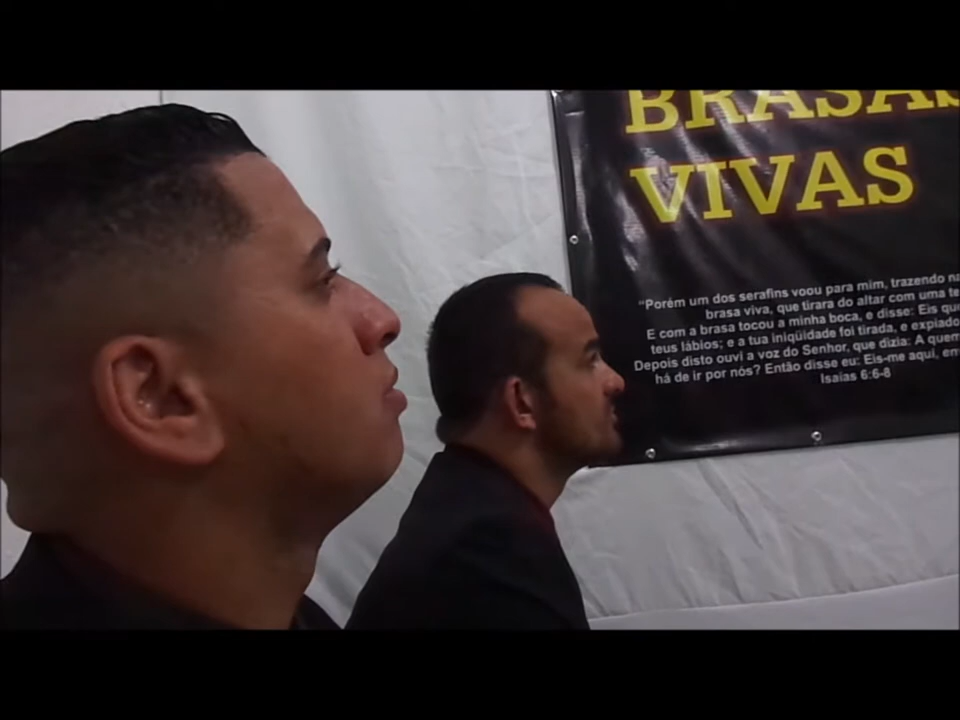 BRASAS
VIVAS
“Porém um dos serafins voou para mim, trazendo na
brasa viva, que tirara do altar com uma
E com a brasa tocou a minha boca, e disse: Eis que
teus lábios; e a tua iniqüidade foi tirada, e expiado
Depois disto ouvi a voz do Senhor, que dizia: A quem
há de ir por nós? Então disse eu: Eis-me aqui,
Isaías 6:6-8